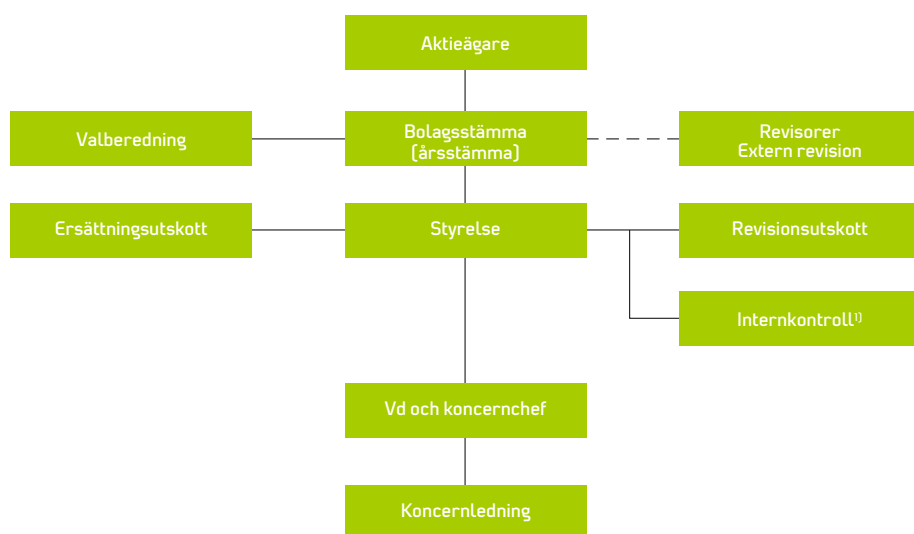 Aktieägare
Valberedning
Bolagsstämma
(årsstämma)
Revisorer
Extern revision
Ersättningsutskott
Styrelse
Revisionsutskott
Internkontroll¹⁾
Vd och koncernchef
Koncernledning